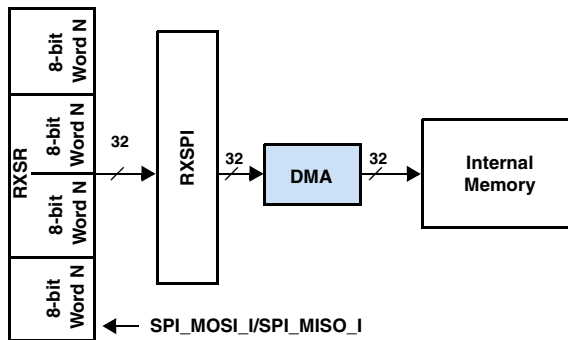 8-bit
Word N
8-bit
Word N
RXSR
8-bit
Word N
8-bit
Word N
32
RXSPI
32
DMA
32
Internal
Memory
SPI_MOSI_I/SPI_MISO_I